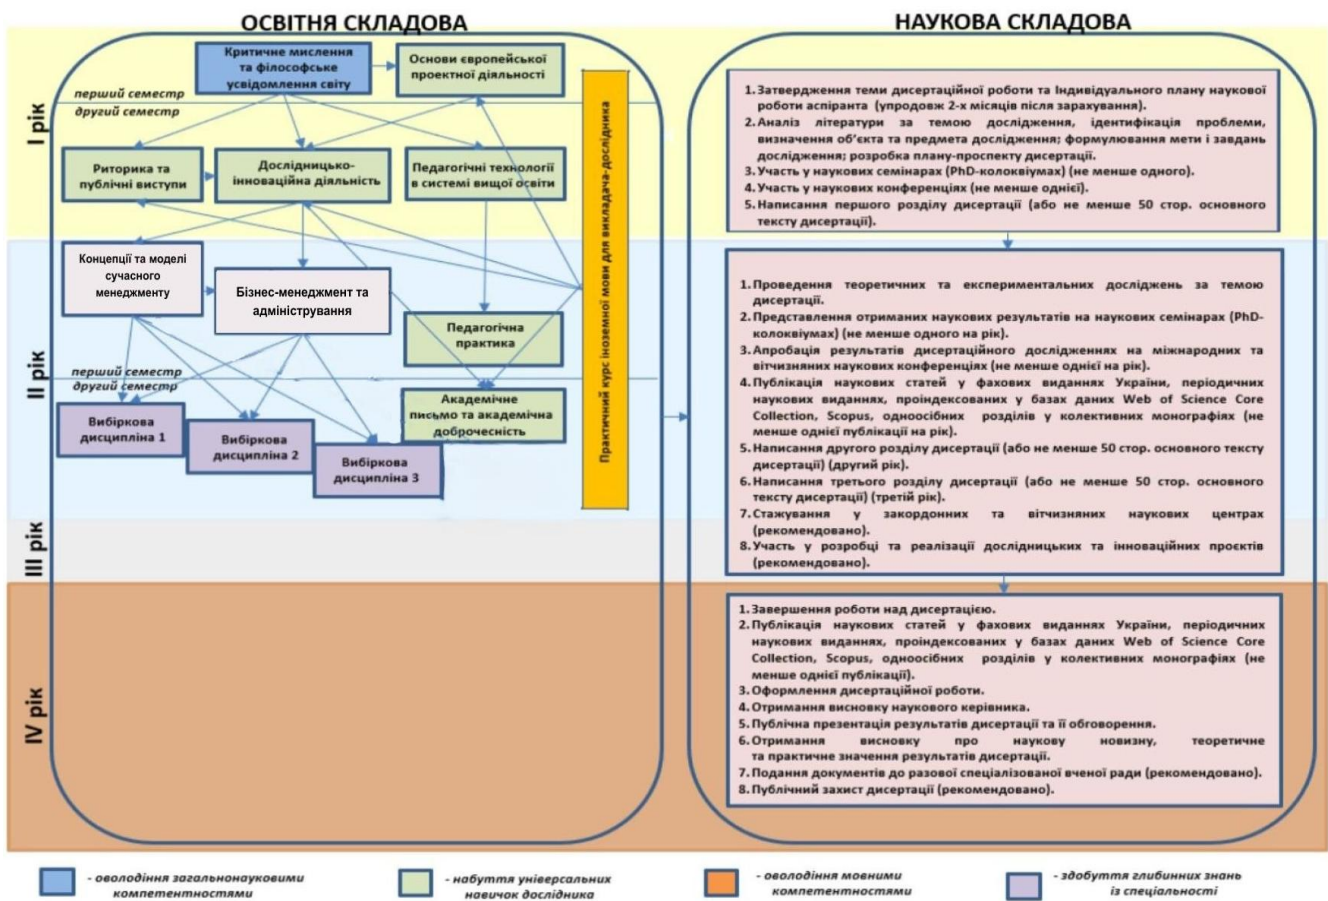 ОСВІТНЯ СКЛАДОВА
НАУКОВА СКЛАДОВА
І рік
Критичне мислення
та філософське
усвідомлення світу
Основи європейської
проектної діяльності
перший семестр
другий семестр
Риторика та
публічні виступи
Дослідницько-
інноваційна діяльність
Педагогічні технології
в системі вищої освіти
Практичний курс іноземної мови для викладача-дослідника
ІІ рік
Концепції та моделі
сучасного
менеджменту
Бізнес-менеджмент та
адміністрування
Педагогічна
практика
перший семестр
другий семестр
Академічне
письмо та академічна
доброчесність
Вибіркова
дисципліна 1
Вибіркова
дисципліна 2
Вибіркова
дисципліна 3
ІІІ рік
IV рік
1. Затвердження теми дисертаційної роботи та Індивідуального плану наукової
роботи аспіранта (упродовж 2-х місяців після зарахування).
2. Аналіз літератури за темою дослідження, ідентифікація проблеми,
визначення об’єкта та предмета дослідження; формулювання мети і завдань
дослідження; розробка плану-проспекту дисертації.
3. Участь у наукових семінарах (PhD-колоквіумах) (не менше одного).
4. Участь у наукових конференціях (не менше однієї).
5. Написання першого розділу дисертації (або не менше 50 стор. основного
тексту дисертації).
1. Проведення теоретичних та експериментальних досліджень за темою
дисертації.
2. Представлення отриманих наукових результатів на наукових семінарах (PhD-
колоквіумах) (не менше одного на рік).
3. Апробація результатів дисертаційного дослідженнях на міжнародних та
вітчизняних наукових конференціях (не менше однієї на рік).
4. Публікація наукових статей у фахових виданнях України, періодичних
наукових виданнях, проіндексованих у базах даних Web of Science Core
Collection, Scopus, одноосібних розділів у колективних монографіях (не
менше однієї публікації на рік).
5. Написання другого розділу дисертації (або не менше 50 стор. основного тексту
дисертації) (другий рік).
6. Написання третього розділу дисертації (або не менше 50 стор. основного
тексту дисертації) (третій рік).
7. Стажування у закордонних та вітчизняних наукових центрах
(рекомендовано).
8. Участь у розробці та реалізації дослідницьких та інноваційних проєктів
(рекомендовано).
1. Завершення роботи над дисертацією.
2. Публікація наукових статей у фахових виданнях України, періодичних
наукових виданнях, проіндексованих у базах даних Web of Science Core
Collection, Scopus, одноосібних розділів у колективних монографіях (не
менше однієї публікації).
3. Оформлення дисертаційної роботи.
4. Отримання висновку наукового керівника.
5. Публічна презентація результатів дисертації та її обговорення.
6. Отримання висновку про наукову новизну, теоретичне
та практичне значення результатів дисертації.
7. Подання документів до разової спеціалізованої вченої ради (рекомендовано).
8. Публічний захист дисертації (рекомендовано).
- оволодіння загальнонауковими
компетентностями
- набуття універсальних
навичок дослідника
- оволодіння мовними
компетентностями
- здобуття глибинних знань
із спеціальності